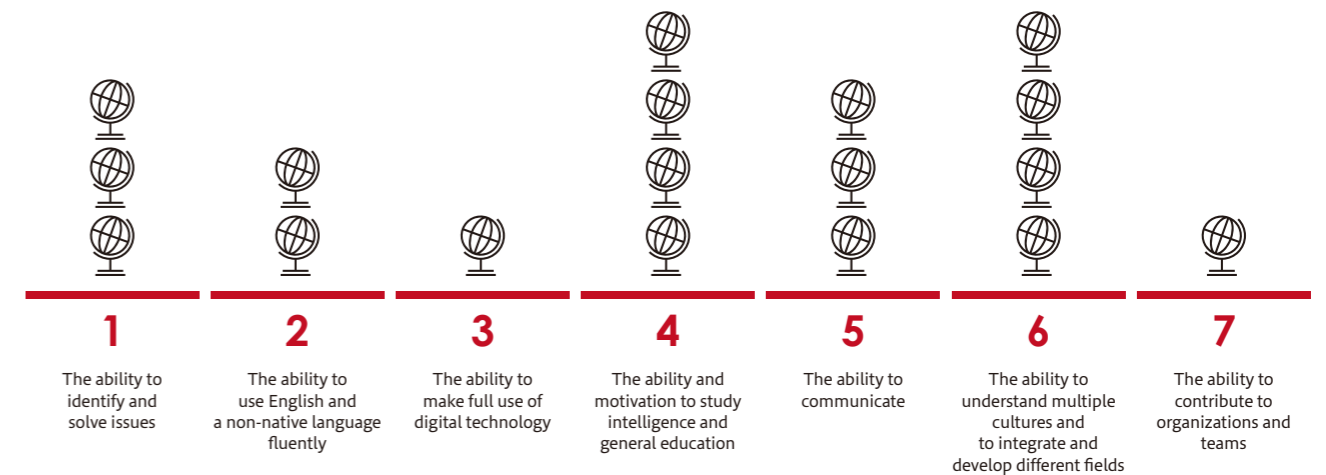 1
The ability to
identify and
solve issues
2
The ability to
use English and
a non-native language
fluently
3
The ability to
make full use of
digital technology
4
The ability and
motivation to study
intelligence and
general education
5
The ability to
communicate
6
The ability to
understand multiple
cultures and
to integrate and
develop different fields
7
The ability to
contribute to
organizations and
teams